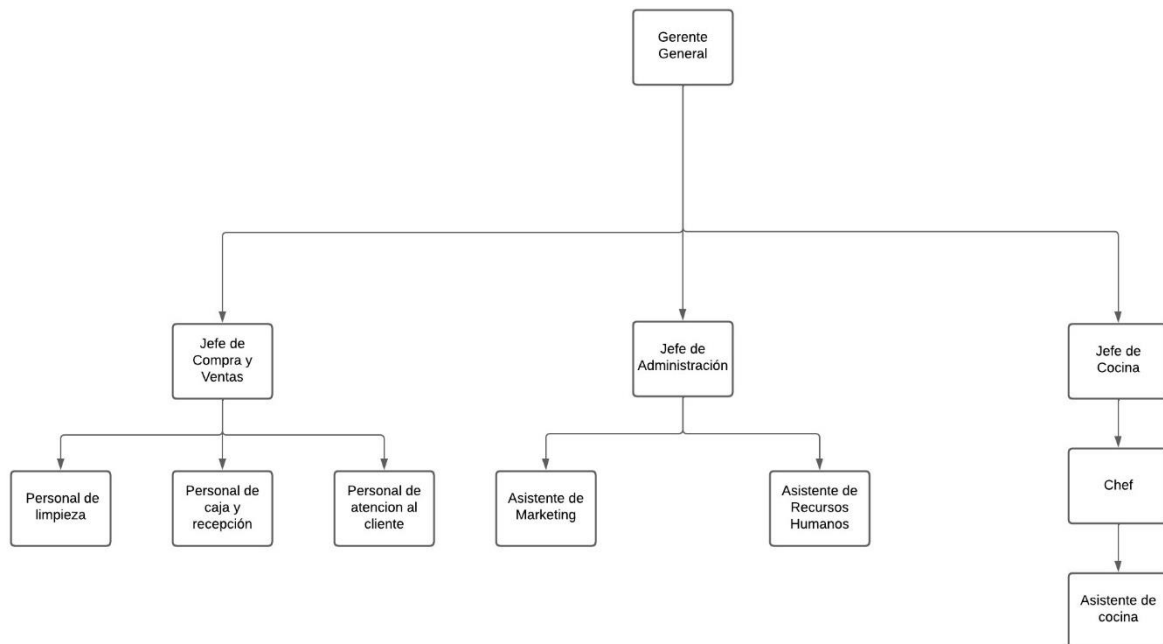 Gerente
General
Jefe de
Compra y
Ventas
Jefe de
Administración
Jefe de
Cocina
Personal de
limpieza
Personal de
caja y
recepción
Personal de
atencion al
cliente
Asistente de
Marketing
Asistente de
Recursos
Humanos
Chef
Asistente de
cocina